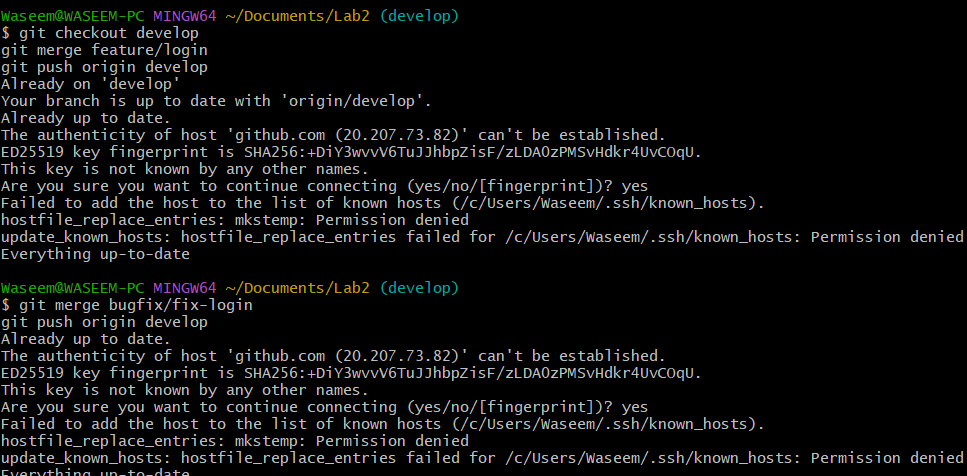 Waseem@WASEEM-PC MINGW64 ~/Documents/Lab2 (develop)
$ git checkout develop
git merge feature/login
git push origin develop
Already on 'develop'
Your branch is up to date with 'origin/develop'.
Already up to date.
The authenticity of host 'github.com (20.207.73.82)' can't be established.
ED25519 key fingerprint is SHA256:+DiY3wvvV6TuJJhbpZisF/zLDA0zPMSvHdkr4UvCOqU.
This key is not known by any other names.
Are you sure you want to continue connecting (yes/no/[fingerprint])? yes
Failed to add the host to the list of known hosts (/c/Users/Waseem/.ssh/known_hosts).
hostfile_replace_entries: mkstemp: Permission denied
update_known_hosts: hostfile_replace_entries failed for /c/Users/Waseem/.ssh/known_hosts: Permission denied
Everything up-to-date
Waseem@WASEEM-PC MINGW64 ~/Documents/Lab2 (develop)
$ git merge bugfix/fix-login
git push origin develop
Already up to date.
The authenticity of host 'github.com (20.207.73.82)' can't be established.
ED25519 key fingerprint is SHA256:+DiY3wvvV6TuJJhbpZisF/zLDA0zPMSvHdkr4UvCOqU.
This key is not known by any other names.
Are you sure you want to continue connecting (yes/no/[fingerprint])? yes
Failed to add the host to the list of known hosts (/c/Users/Waseem/.ssh/known_hosts).
hostfile_replace_entries: mkstemp: Permission denied
update_known_hosts: hostfile_replace_entries failed for /c/Users/Waseem/.ssh/known_hosts: Permission denied
Everything up-to-date